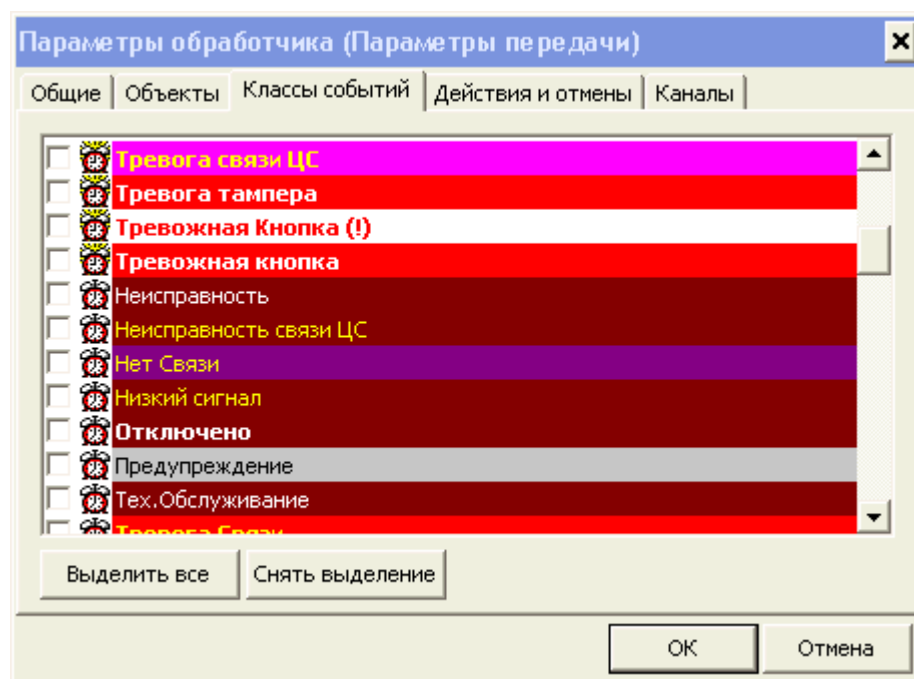 Параметры обработчика (Параметры передачи)
Общие Объекты Классы событий Действия и отмены Каналы
Тревога связи ЦС
Тревога тампера
Тревожная Кнопка (!)
Тревожная кнопка
Неисправность
Неисправность связи ЦС
Нет Связи
Низкий сигнал
Отключено
Предупреждение
Тех.Обслуживание
Тревога Связи
Выделить все Снять выделение
ОК Отмена